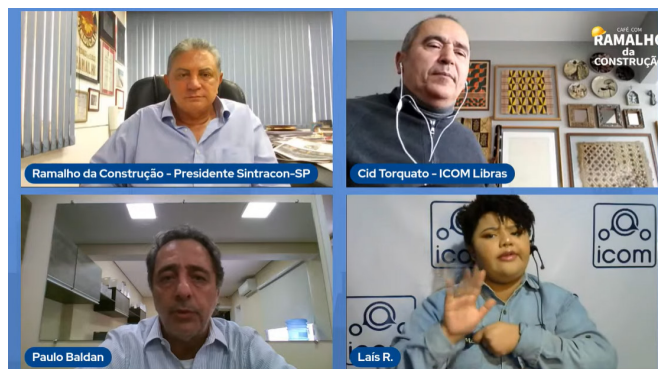 CAFÉ COM
RAMALHO
da
CONSTRUÇÃ
Ramalho da Construção - Presidente Sintracon-SP
Cid Torquato - ICOM Libras
icom
icom
Paulo Baldan
Laís R.